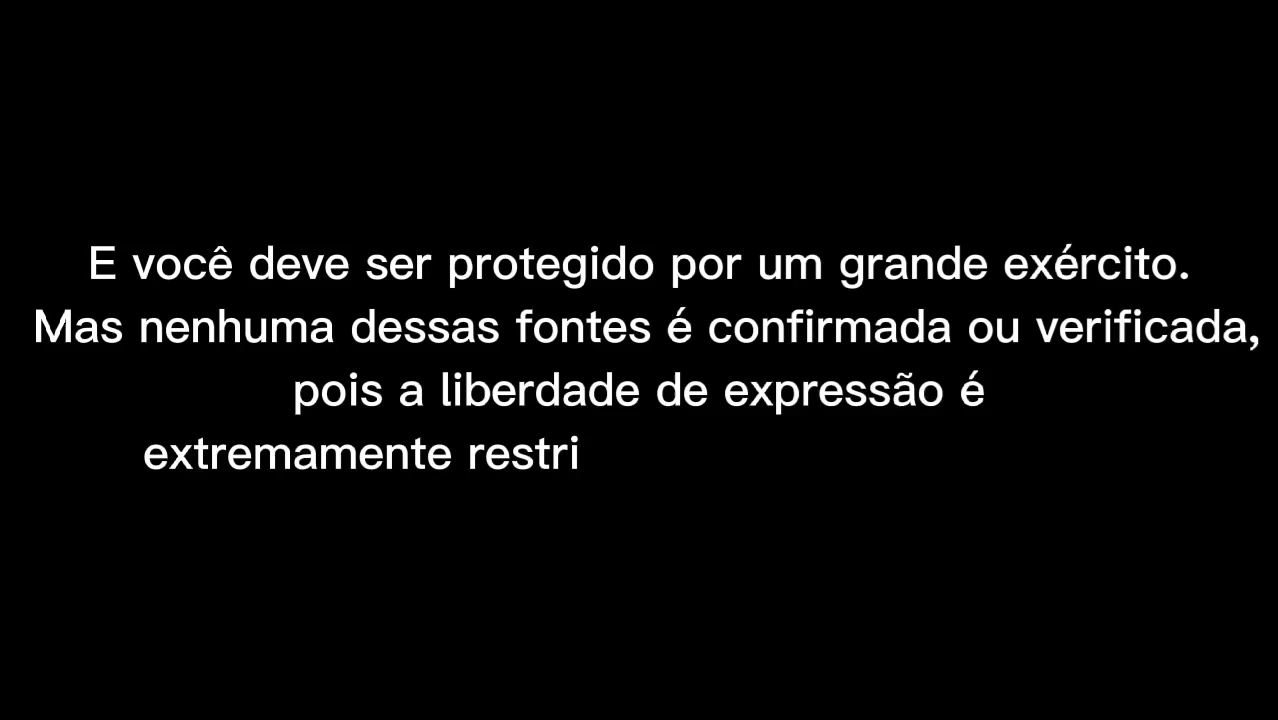 E você deve ser protegido por um grande exército.
Mas nenhuma dessas fontes é confirmada ou verificada,
pois a liberdade de expressão é
extremamente restri